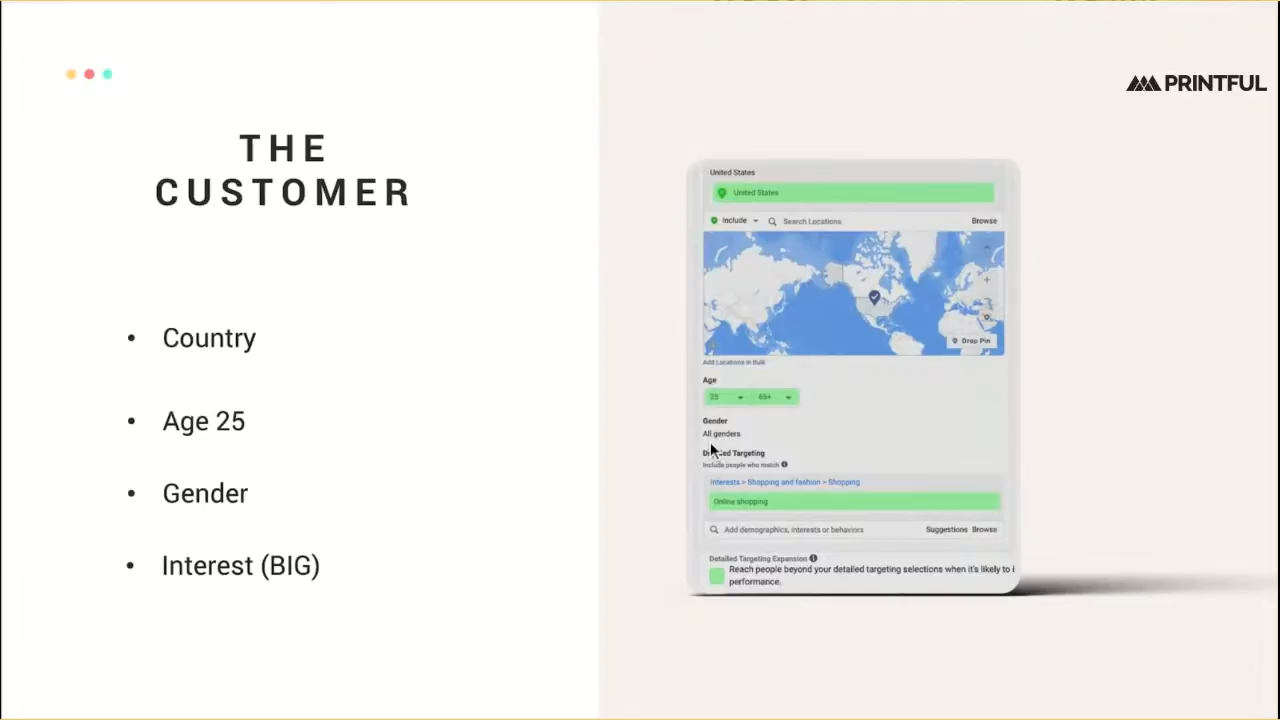 THE
CUSTOMER
• Country
• Age 25
• Gender
• Interest (BIG)
PRINTFUL
United States
United States
Include
Search Locations
Browse
Drop Pin
Add Locations in Bulk
Age
25
65+
Gender
All genders
Targeting
Include people who match
Interests > Shopping and fashion > Shopping
Online shopping
Add demographics, interests or behaviors
Suggestions Browse
Detailed Targeting Expansion
Reach people beyond your detailed targeting selections when it's likely to i
performance.